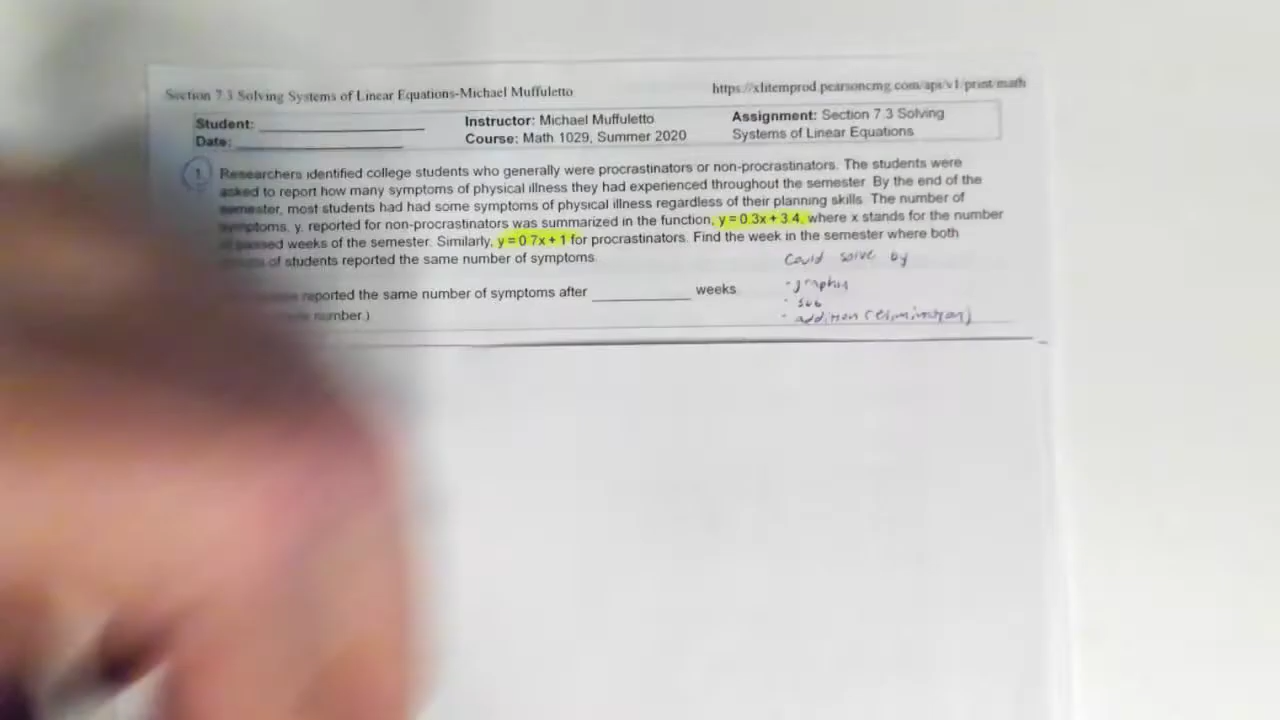 Section 7.3 Solving Systems of Linear Equations-Michael Muffuletto
https://xlitemprod.pearsoncmg.com/api/v1/print/math
Student:
Date:
Instructor: Michael Muffuletto
Course: Math 1029, Summer 2020
Assignment: Section 7.3 Solving
Systems of Linear Equations
1. Researchers identified college students who generally were procrastinators or non-procrastinators. The students were
asked to report how many symptoms of physical illness they had experienced throughout the semester. By the end of the
semester, most students had had some symptoms of physical illness regardless of their planning skills. The number of
symptoms, y, reported for non-procrastinators was summarized in the function, y = 0.3x + 3.4, where x stands for the number
passed weeks of the semester. Similarly, y = 0.7x + 1 for procrastinators. Find the week in the semester where both
of students reported the same number of symptoms.
reported the same number of symptoms after weeks.
number.)
Could solve by
· graphing
· sub
· addition (elimination)